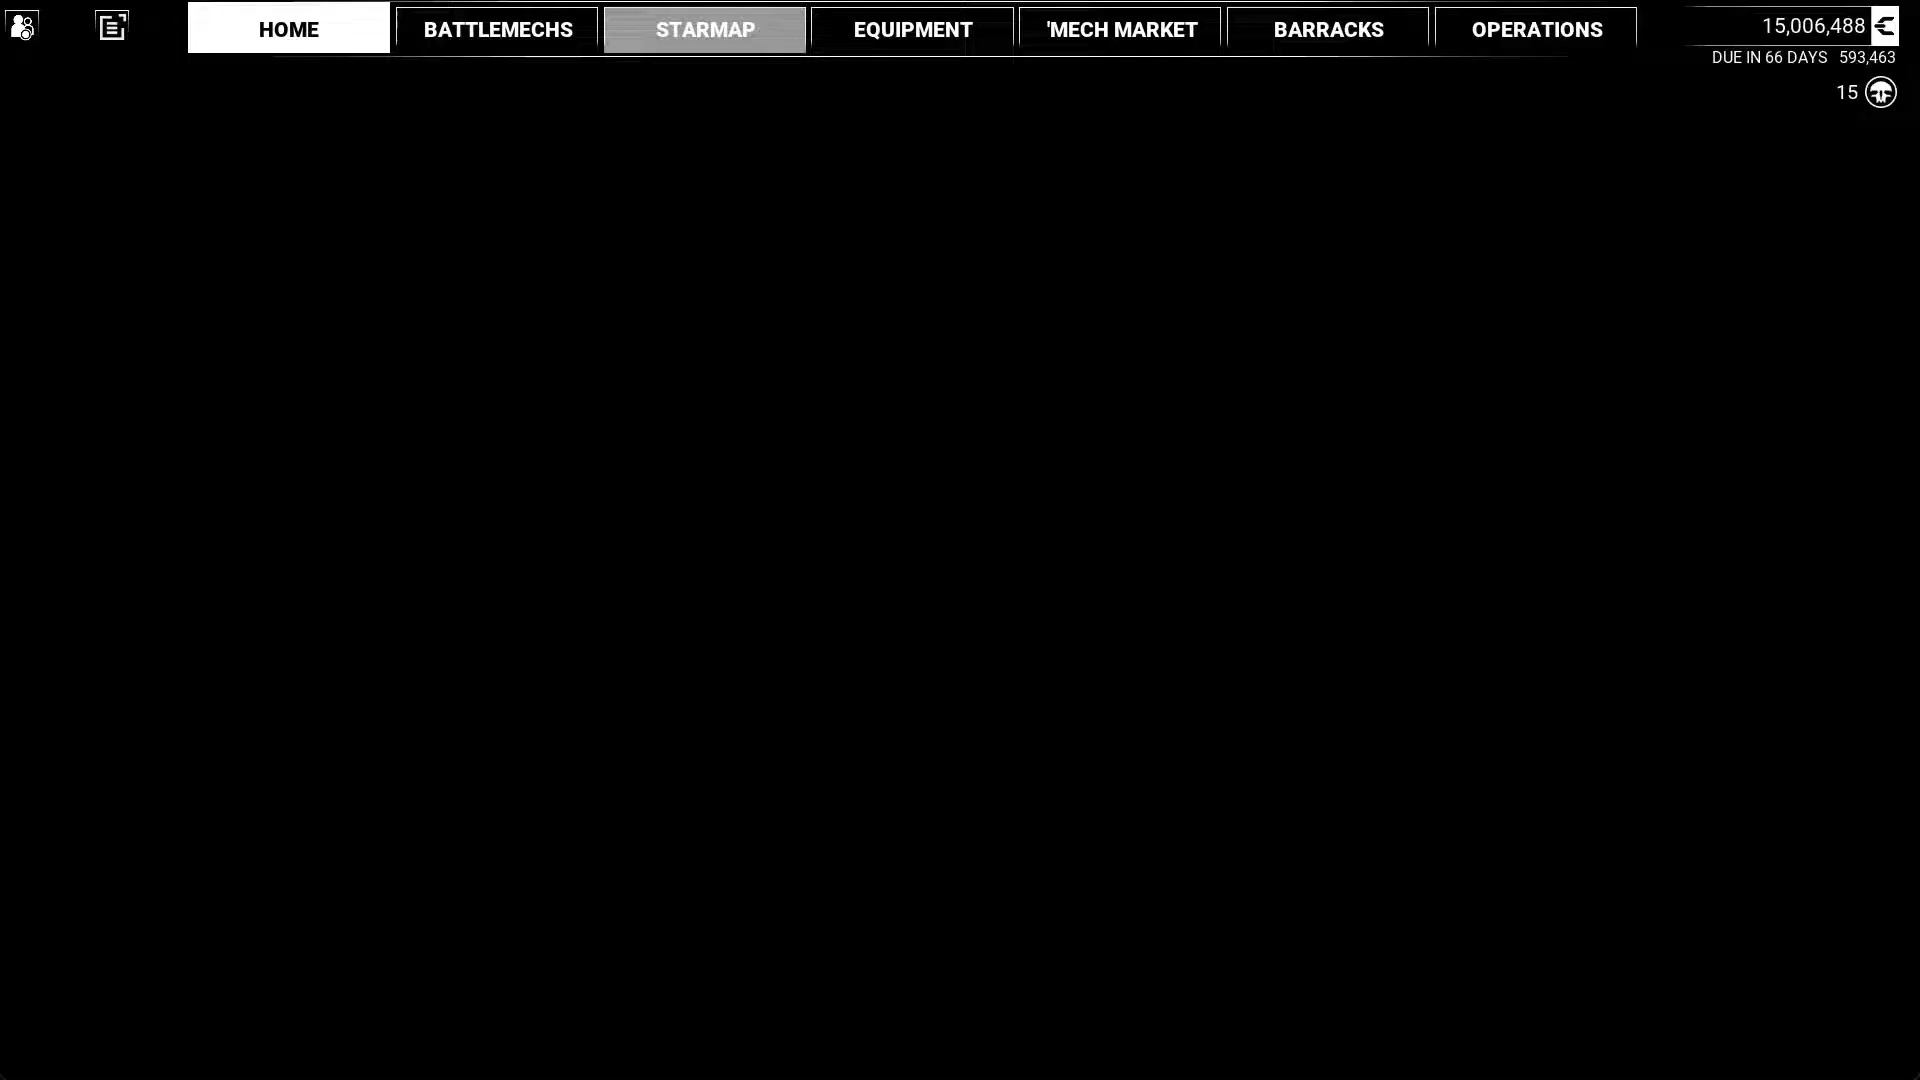 HOME
BATTLEMECHS
STARMAP
EQUIPMENT
'MECH MARKET
BARRACKS
OPERATIONS
15,006,488
DUE IN 66 DAYS 593,463
15